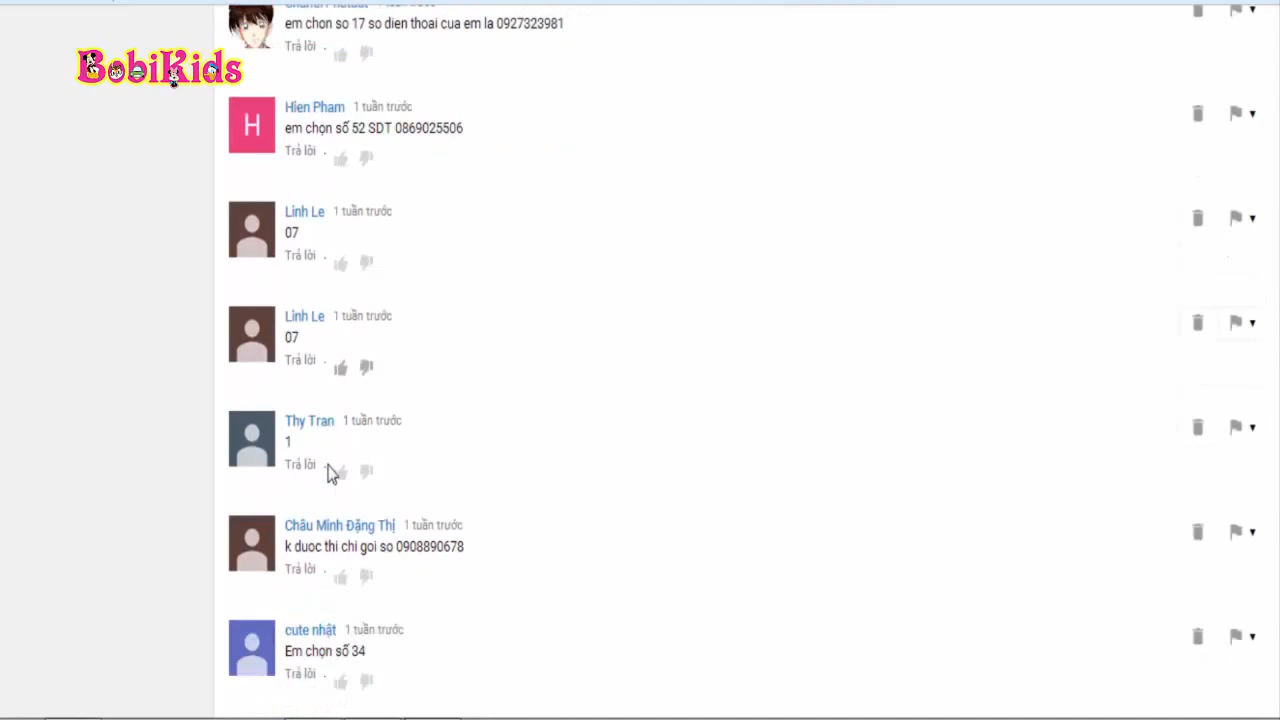 em chon so 17 so dien thoai cua em la 0927323981
Trả lời .
BobiKids
Hien Pham 1 tuần trước
em chọn số 52 SDT 0869025506
Trả lời .
Linh Le 1 tuần trước
07
Trả lời .
Linh Le 1 tuần trước
07
Trả lời .
Thy Tran 1 tuần trước
1
Trả lời .
Châu Minh Đặng Thị 1 tuần trước
k duoc thi chi goi so 0908890678
Trả lời .
cute nhật 1 tuần trước
Em chọn số 34
Trả lời .
H